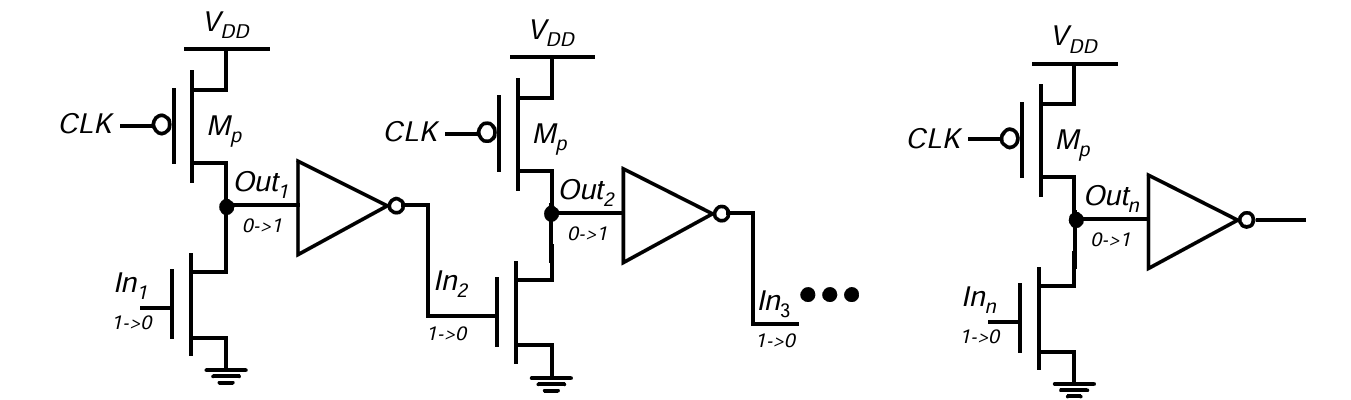 V_DD
CLK
M_p
Out_1
0->1
In_1
1->0
V_DD
CLK
M_p
Out_2
0->1
In_2
1->0
In_3
1->0
V_DD
CLK
M_p
Out_n
0->1
In_n
1->0